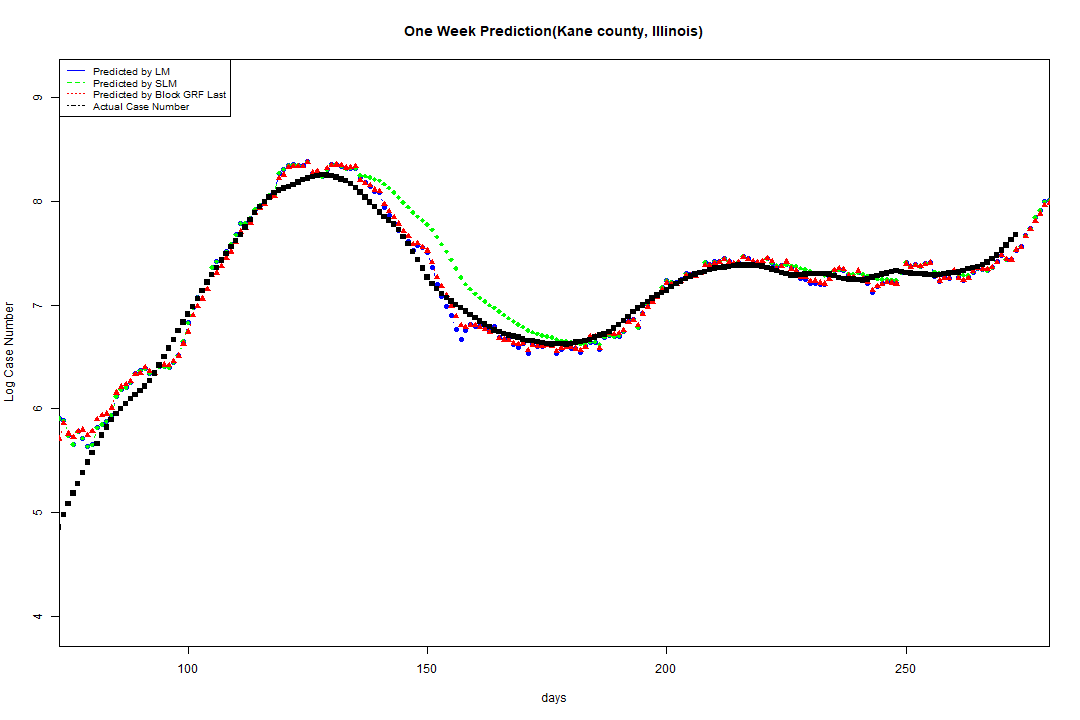 One Week Prediction(Kane county, Illinois)
Predicted by LM
Predicted by SLM
Predicted by Block GRF Last
Actual Case Number
9
8
7
6
5
4
Log Case Number
100 150 200 250
days